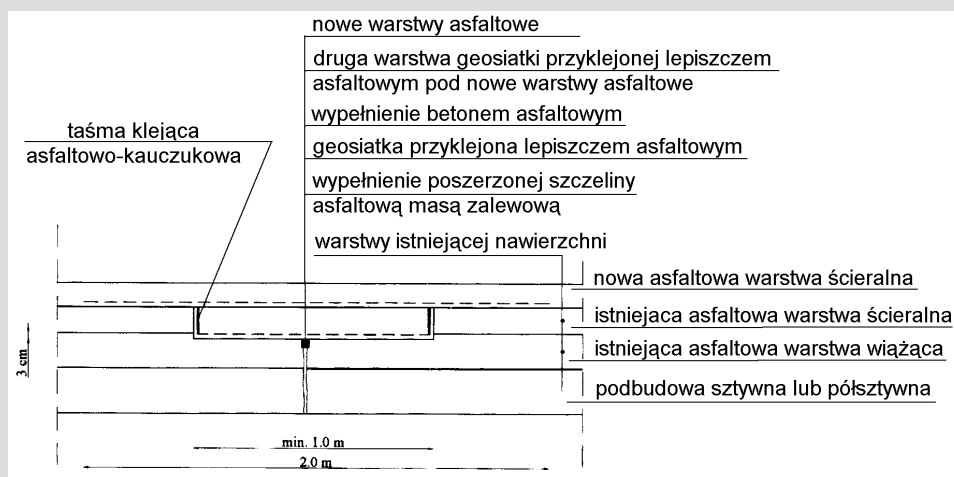 nowe warstwy asfaltowe
druga warstwa geosiatki przyklejonej lepiszczem
asfaltowym pod nowe warstwy asfaltowe
wypełnienie betonem asfaltowym
taśma klejąca
asfaltowo-kauczukowa
geosiatka przyklejona lepiszczem asfaltowym
wypełnienie poszerzonej szczeliny
asfaltową masą zalewową
warstwy istniejącej nawierzchni
nowa asfaltowa warstwa ścieralna
istniejaca asfaltowa warstwa ścieralna
istniejąca asfaltowa warstwa wiążąca
3 cm
podbudowa sztywna lub półsztywna
min. 1.0 m
2.0 m